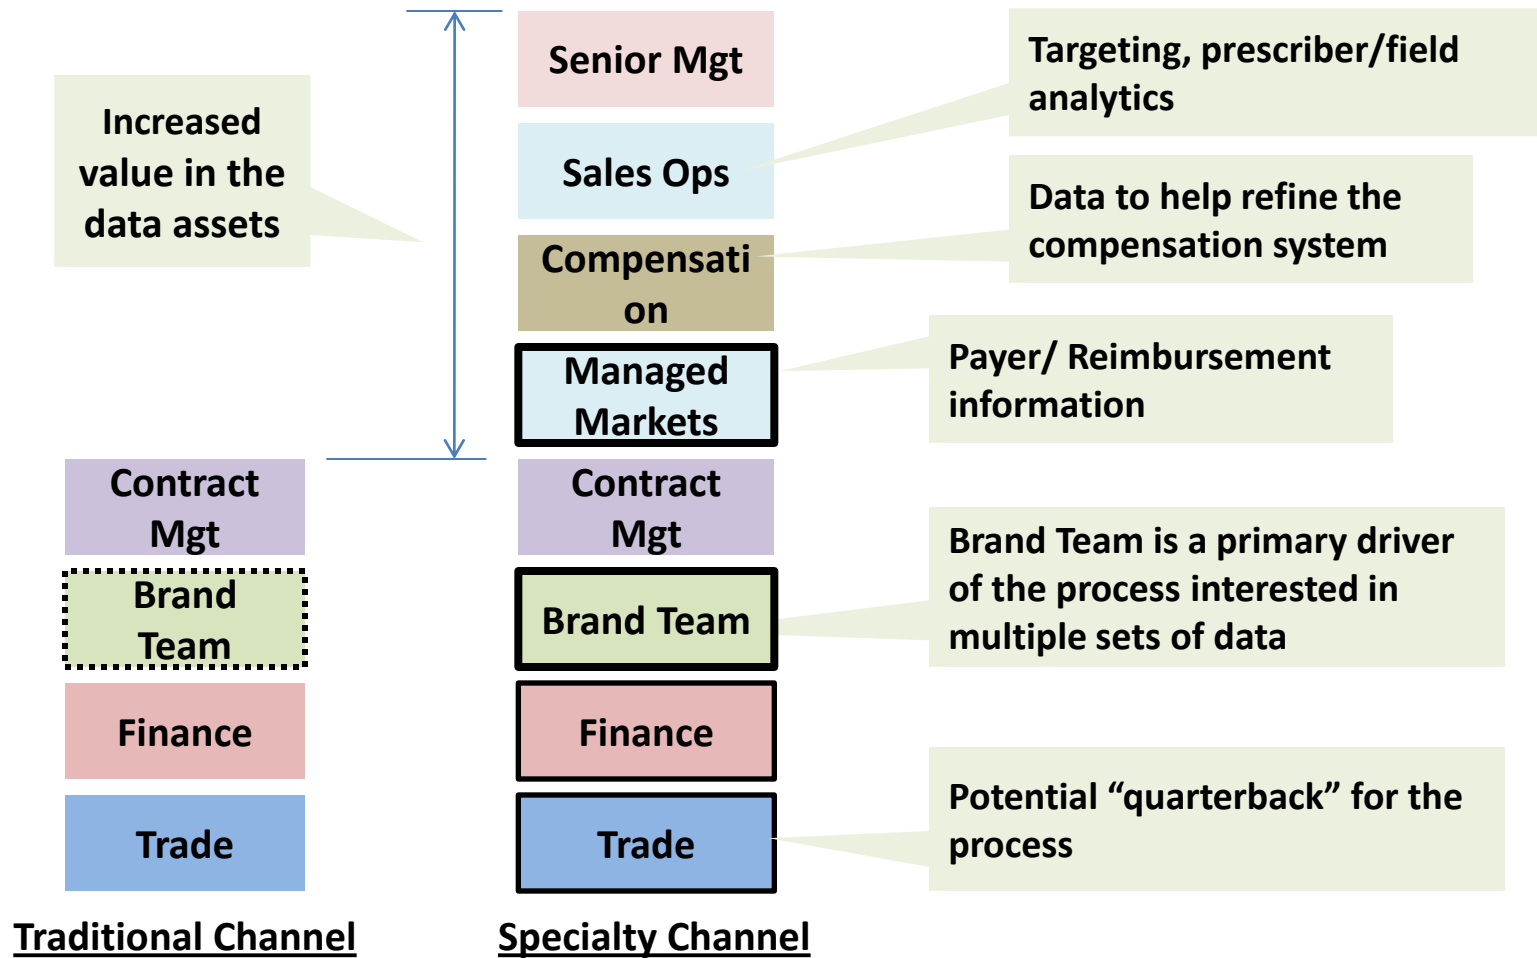 Increased
value in the
data assets
Contract
Mgt
Brand
Team
Finance
Trade
Traditional Channel
Senior Mgt
Sales Ops
Compensati
on
Managed
Markets
Contract
Mgt
Brand Team
Finance
Trade
Specialty Channel
Targeting, prescriber/field
analytics
Data to help refine the
compensation system
Payer/ Reimbursement
information
Brand Team is a primary driver
of the process interested in
multiple sets of data
Potential “quarterback” for the
process